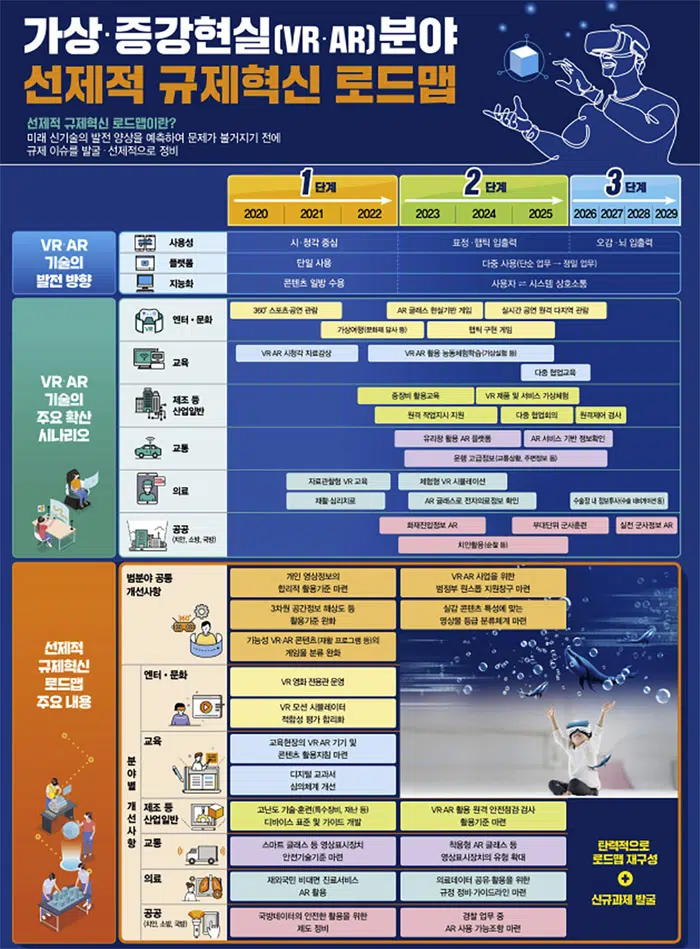 가상·증강현실(VR·AR)분야
선제적 규제혁신 로드맵
선제적 규제혁신 로드맵이란?
미래 신기술의 발전 양상을 예측하여 문제가 불거지기 전에
규제 이슈를 발굴·선제적으로 정비
1단계
2단계
3단계
2020 2021 2022 2023 2024 2025 2026 2027 2028 2029
VR·AR
기술의
발전 방향
사용성
시·청각 중심
표정·햅틱 입출력
오감·뇌 입출력
플랫폼
단일 사용
다중 사용(단순 업무 → 정밀 업무)
지능화
콘텐츠 일방 수용
사용자 ⇌ 시스템 상호소통
VR·AR
기술의
주요 확산
시나리오
엔터·문화
VR
360° 스포츠·공연 관람
AR 글래스 현실기반 게임
실시간 공연 원격 다지역 관람
가상여행(문화재 답사 등)
햅틱 구현 게임
교육
VR·AR 시청각 자료감상
VR·AR 활용 능동체험학습(가상실험 등)
다중 협업교육
제조 등
산업일반
중장비 활용교육
VR 제품 및 서비스 가상체험
원격 작업지시 지원
다중 협업회의
원격제어 검사
교통
유리창 활용 AR 플랫폼
AR 서비스 기반 정보확인
운행 고급정보(교통상황, 주변정보 등)
의료
자료관찰형 VR 교육
체험형 VR 시뮬레이션
재활·심리치료
AR 글래스로 전자의료정보 확인
수술장 내 정보투사(수술 내비게이션 등)
공공
(치안, 소방, 국방)
화재진압정보 AR
부대단위 군사훈련
실전 군사정보 AR
치안활용(순찰 등)
선제적
규제혁신
로드맵
주요 내용
범분야 공통
개선사항
360°
개인 영상정보의
합리적 활용기준 마련
VR·AR 사업을 위한
범정부 원스톱 지원창구 마련
3차원 공간정보 해상도 등
활용기준 완화
실감 콘텐츠 특성에 맞는
영상물 등급 분류체계 마련
기능성 VR·AR 콘텐츠(재활 프로그램 등)의
게임물 분류 완화
분야별 개선사항
엔터·문화
VR 영화 전용관 운영
VR 모션 시뮬레이터
적합성 평가 합리화
교육
교육현장의 VR·AR 기기 및
콘텐츠 활용지침 마련
디지털 교과서
심의체계 개선
제조 등
산업일반
고난도 기술·훈련(특수장비, 재난 등)
디바이스 표준 및 가이드 개발
VR·AR 활용 원격 안전점검·검사
활용기준 마련
교통
스마트 글래스 등 영상표시장치
안전기술기준 마련
착용형 AR 글래스 등
영상표시장치의 유형 확대
의료
재외국민 비대면 진료서비스
AR 활용
의료데이터 공유·활용을 위한
규정 정비·가이드라인 마련
공공
(치안, 소방, 국방)
국방데이터의 안전한 활용을 위한
제도 정비
경찰 업무 중
AR 사용 가능조항 마련
탄력적으로
로드맵 재구성
+
신규과제 발굴